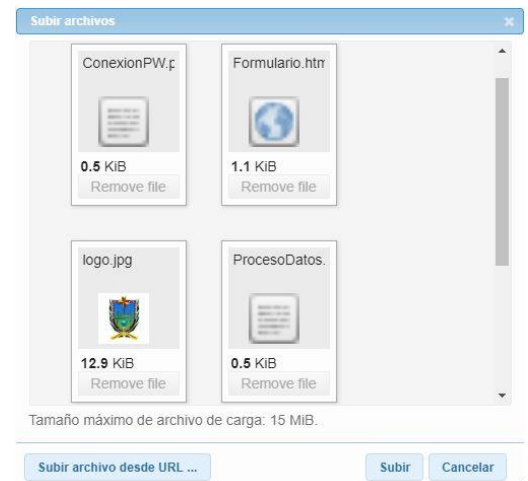 Subir archivos
ConexionPW.p
Formulario.htm
0.5 KiB
1.1 KiB
Remove file
Remove file
logo.jpg
ProcesoDatos.
12.9 KiB
0.5 KiB
Remove file
Remove file
Tamaño máximo de archivo de carga: 15 MiB.
Subir archivo desde URL ...
Subir
Cancelar